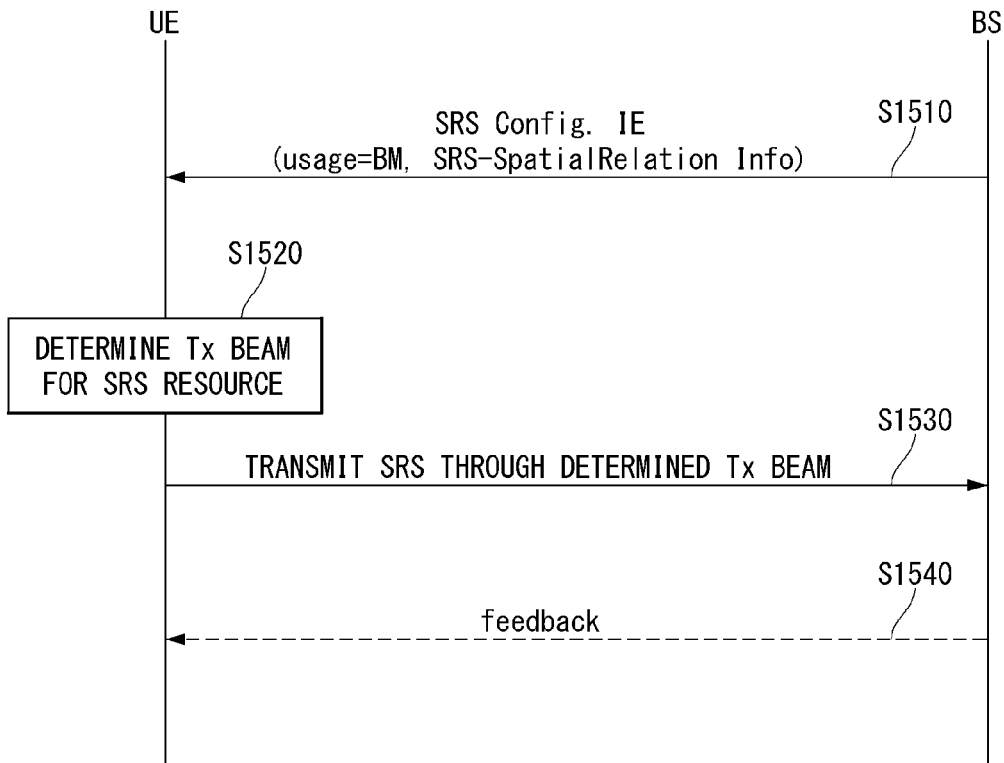 UE
BS
S1510
SRS Config. IE
(usage=BM, SRS-SpatialRelation Info)
S1520
DETERMINE Tx BEAM
FOR SRS RESOURCE
S1530
TRANSMIT SRS THROUGH DETERMINED Tx BEAM
S1540
feedback